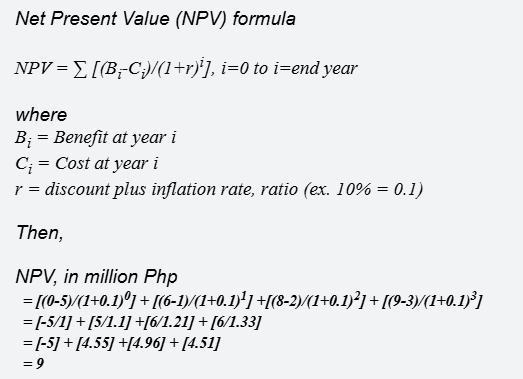 Net Present Value (NPV) formula
NPV = ∑ [(Bᵢ-Cᵢ)/(1+r)ⁱ], i=0 to i=end year
where
Bᵢ = Benefit at year i
Cᵢ = Cost at year i
r = discount plus inflation rate, ratio (ex. 10% = 0.1)
Then,
NPV, in million Php
= [(0-5)/(1+0.1)⁰] + [(6-1)/(1+0.1)¹] +[(8-2)/(1+0.1)²] + [(9-3)/(1+0.1)³]
= [-5/1] + [5/1.1] +[6/1.21] + [6/1.33]
= [-5] + [4.55] +[4.96] + [4.51]
= 9